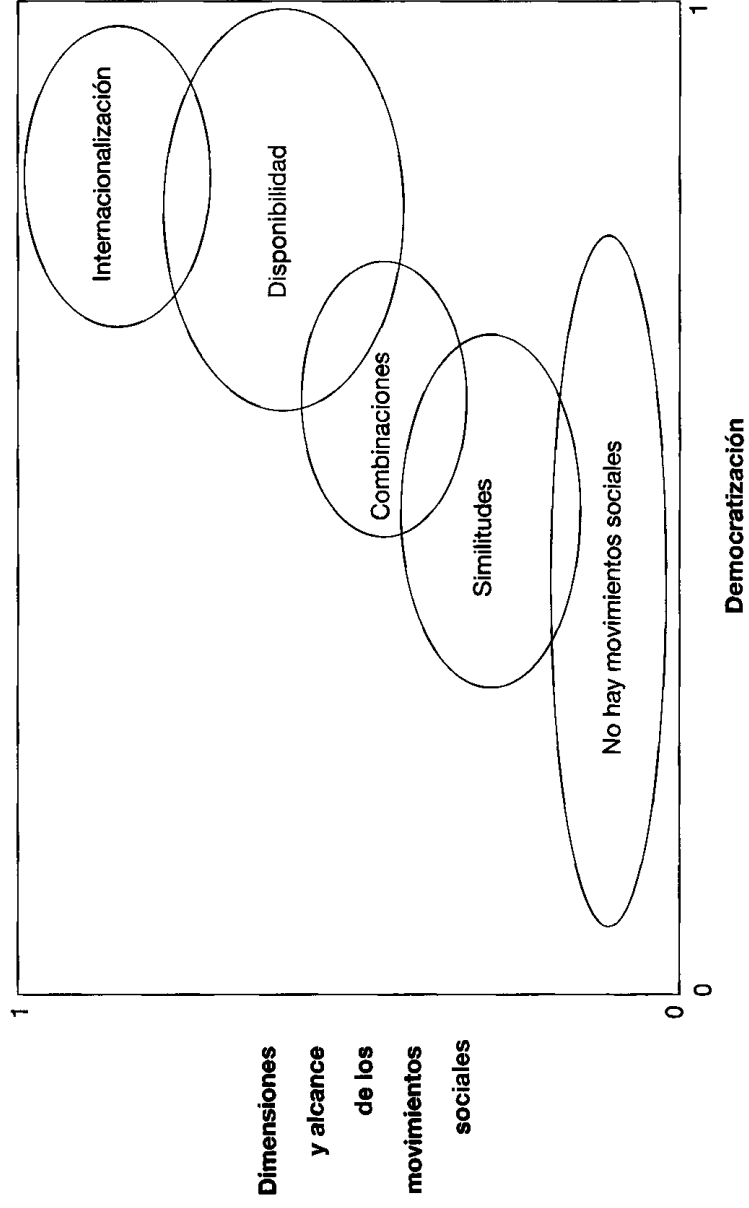 1
Internacionalización
Disponibilidad
Dimensiones
y alcance
de los
movimientos
sociales
Combinaciones
Similitudes
No hay movimientos sociales
0
0
1
Democratización